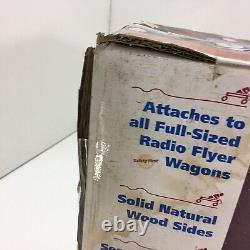 Attaches to
all Full-Sized
Radio Flyer
Wagons
Solid Natural
Wood Sides